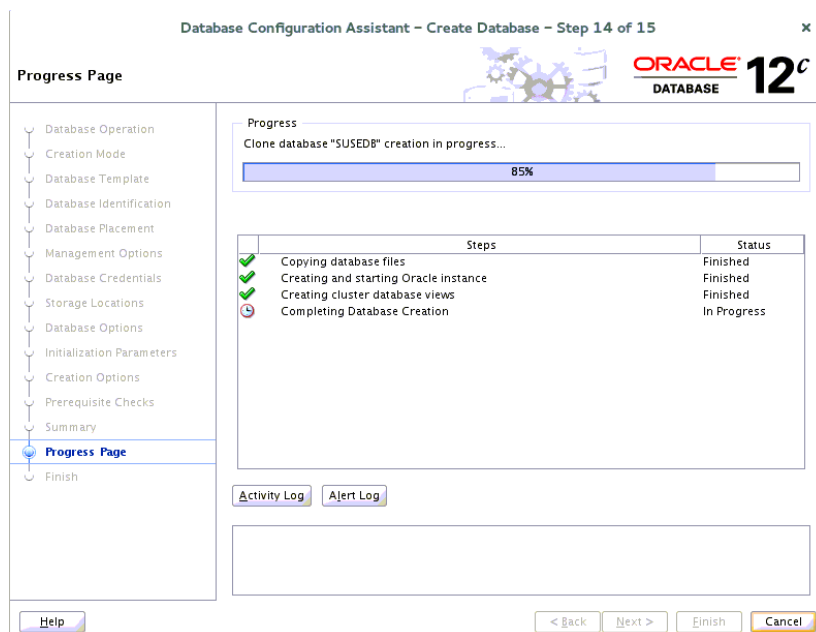 Database Configuration Assistant - Create Database - Step 14 of 15
Progress Page
ORACLE®
DATABASE
12c
Database Operation
Creation Mode
Database Template
Database Identification
Database Placement
Management Options
Database Credentials
Storage Locations
Database Options
Initialization Parameters
Creation Options
Prerequisite Checks
Summary
Progress Page
Finish
Progress
Clone database "SUSEDB" creation in progress...
85%
Steps Status
Copying database files Finished
Creating and starting Oracle instance Finished
Creating cluster database views Finished
Completing Database Creation In Progress
Activity Log Alert Log
Help < Back Next > Finish Cancel